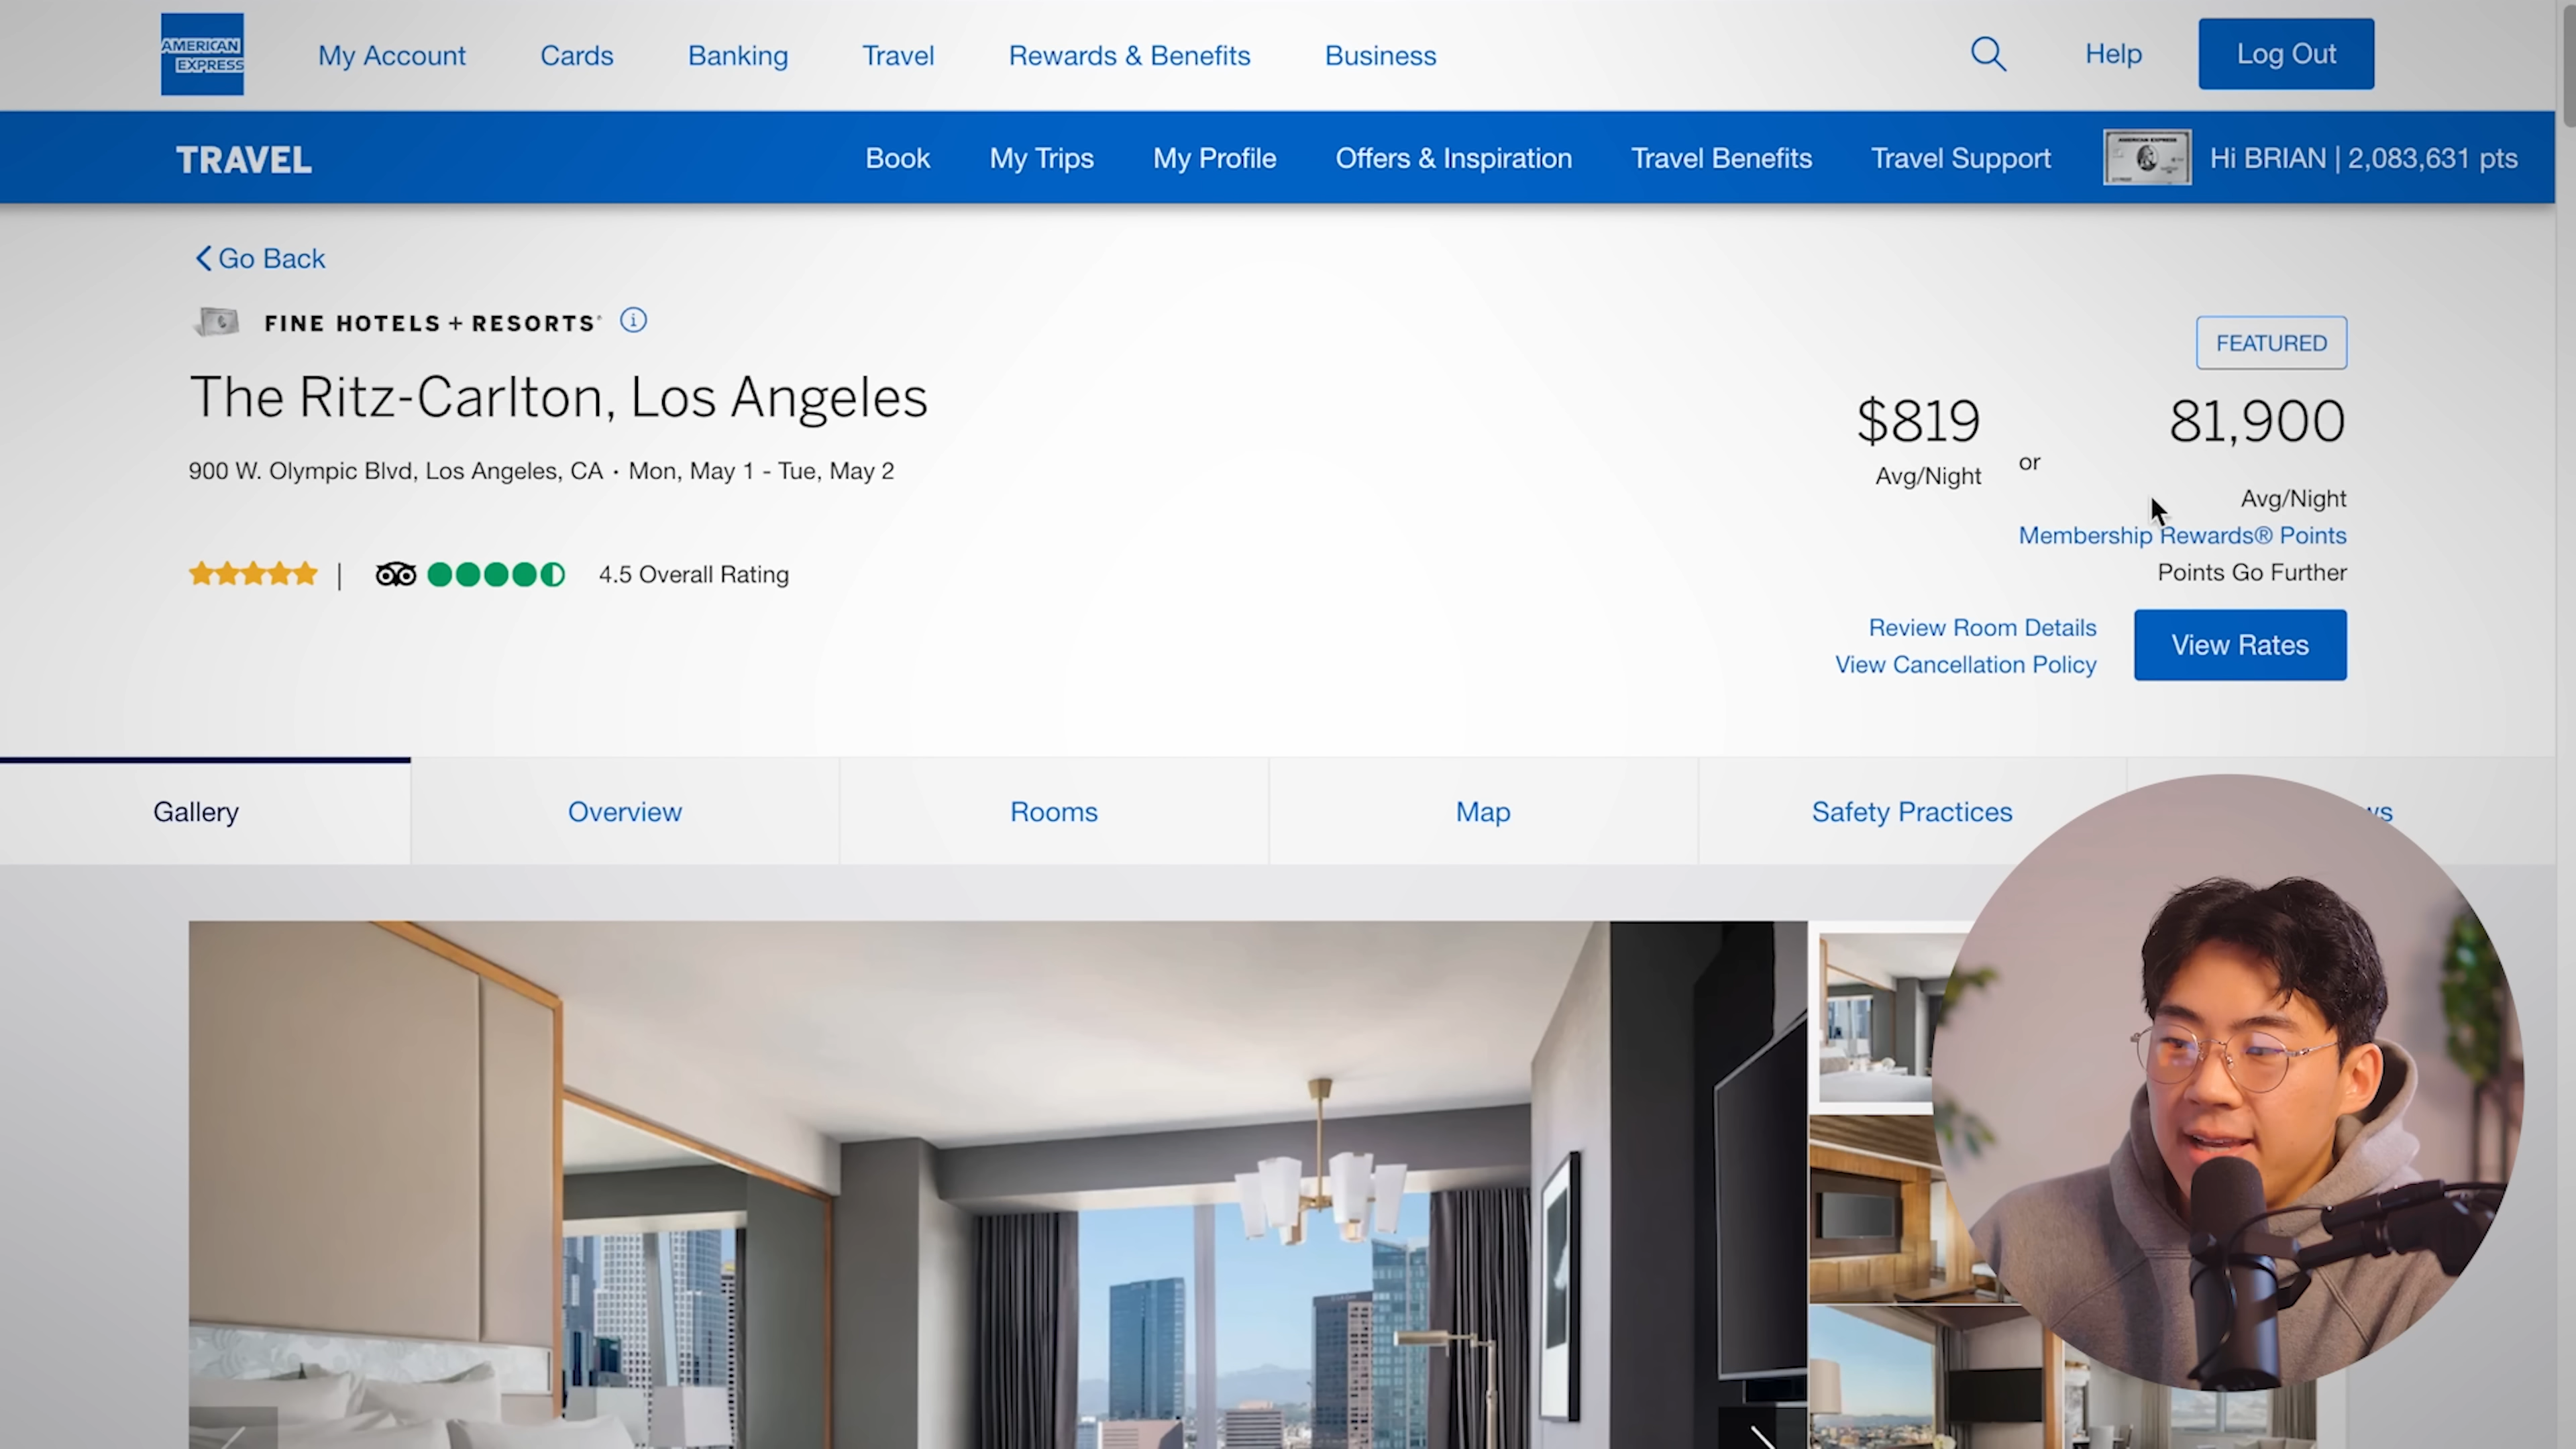 AMERICAN
EXPRESS
My Account
Cards
Banking
Travel
Rewards & Benefits
Business
Help
Log Out
TRAVEL
Book
My Trips
My Profile
Offers & Inspiration
Travel Benefits
Travel Support
AMERICAN EXPRESS
Hi BRIAN | 2,083,631 pts
Go Back
FINE HOTELS + RESORTS
FEATURED
The Ritz-Carlton, Los Angeles
$819
Avg/Night
or
81,900
Avg/Night
900 W. Olympic Blvd, Los Angeles, CA · Mon, May 1 - Tue, May 2
Membership Rewards® Points
Points Go Further
4.5 Overall Rating
Review Room Details
View Cancellation Policy
View Rates
Gallery
Overview
Rooms
Map
Safety Practices